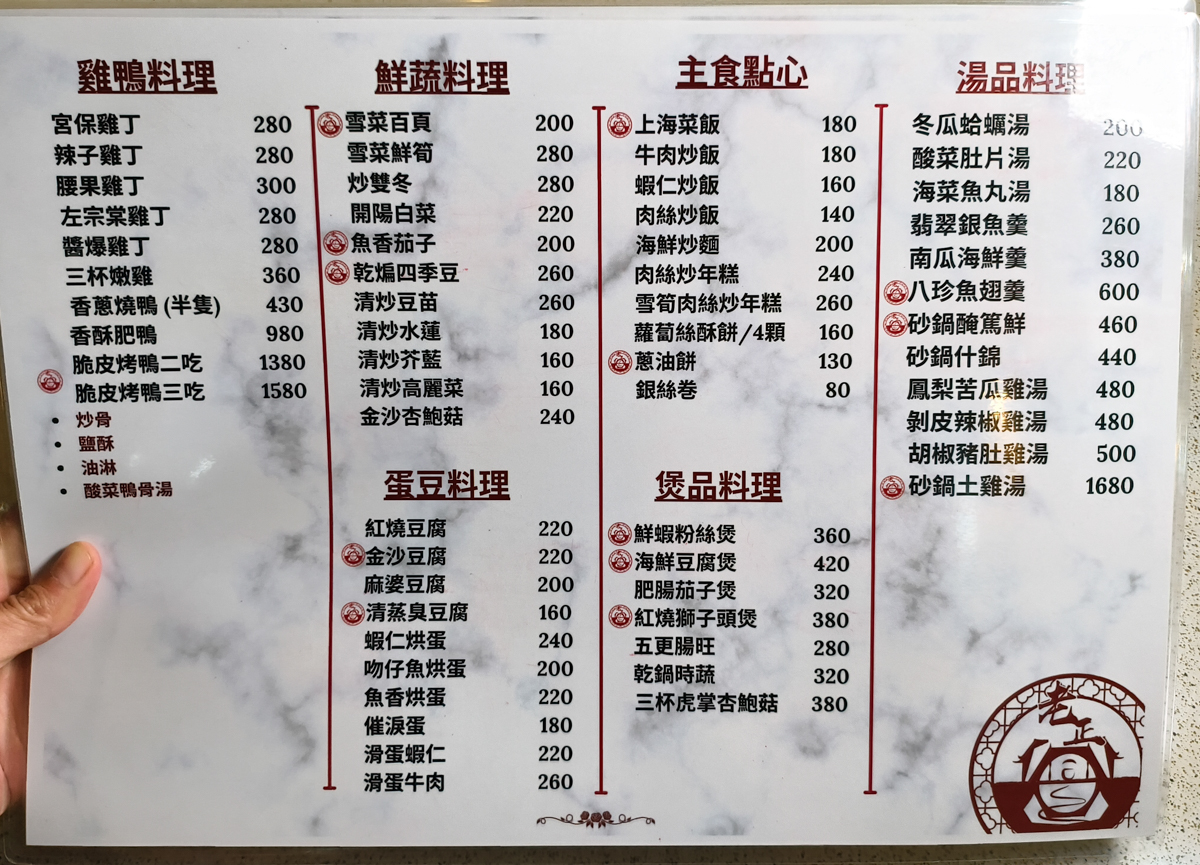 雞鴨料理
宮保雞丁 280
辣子雞丁 280
腰果雞丁 300
左宗棠雞丁 280
醬爆雞丁 280
三杯嫩雞 360
香蔥燒鴨 (半隻) 430
香酥肥鴨 980
脆皮烤鴨二吃 1380
脆皮烤鴨三吃 1580
• 炒骨
• 鹽酥
• 油淋
• 酸菜鴨骨湯
鮮蔬料理
雪菜百頁 200
雪菜鮮筍 280
炒雙冬 280
開陽白菜 220
魚香茄子 200
乾煸四季豆 260
清炒豆苗 260
清炒水蓮 180
清炒芥藍 160
清炒高麗菜 160
金沙杏鮑菇 240
蛋豆料理
紅燒豆腐 220
金沙豆腐 220
麻婆豆腐 200
清蒸臭豆腐 160
蝦仁烘蛋 240
吻仔魚烘蛋 200
魚香烘蛋 220
催淚蛋 180
滑蛋蝦仁 220
滑蛋牛肉 260
主食點心
上海菜飯 180
牛肉炒飯 180
蝦仁炒飯 160
肉絲炒飯 140
海鮮炒麵 200
肉絲炒年糕 240
雪筍肉絲炒年糕 260
蘿蔔絲酥餅/4顆 160
蔥油餅 130
銀絲卷 80
煲品料理
鮮蝦粉絲煲 360
海鮮豆腐煲 420
肥腸茄子煲 320
紅燒獅子頭煲 380
五更腸旺 280
乾鍋時蔬 320
三杯虎掌杏鮑菇 380
湯品料理
冬瓜蛤蠣湯 200
酸菜肚片湯 220
海菜魚丸湯 180
翡翠銀魚羹 260
南瓜海鮮羹 380
八珍魚翅羹 600
砂鍋醃篤鮮 460
砂鍋什錦 440
鳳梨苦瓜雞湯 480
剝皮辣椒雞湯 480
胡椒豬肚雞湯 500
砂鍋土雞湯 1680
老正